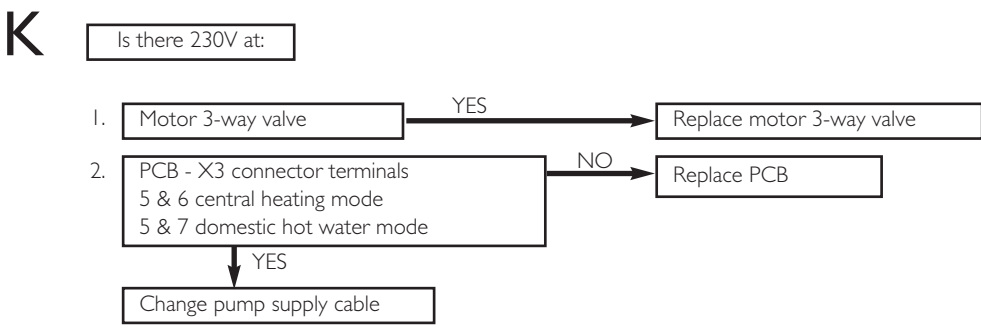 K
Is there 230V at:
1. Motor 3-way valve
YES
Replace motor 3-way valve
2. PCB - X3 connector terminals
5 & 6 central heating mode
5 & 7 domestic hot water mode
NO
Replace PCB
YES
Change pump supply cable